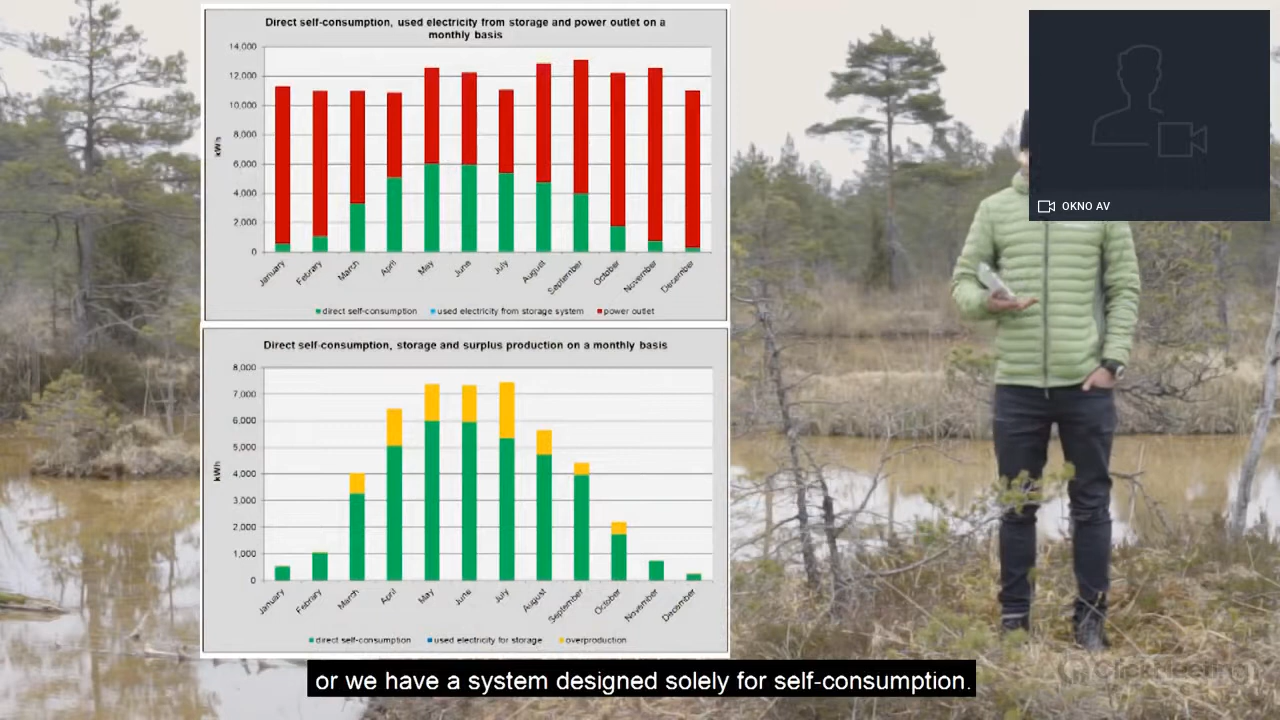 Direct self-consumption, used electricity from storage and power outlet on a
monthly basis
14,000
12,000
10,000
8,000
6,000
4,000
2,000
0
kWh
January
Febrary
March
April
May
June
July
August
September
October
November
December
direct self-consumption
used electricity from storage system
power outlet
Direct self-consumption, storage and surplus production on a monthly basis
8,000
7,000
6,000
5,000
4,000
3,000
2,000
1,000
0
kWh
January
Febrary
March
April
May
June
July
August
September
October
November
December
direct self-consumption
used electricity for storage
overproduction
OKNO AV
ClickMeeting
or we have a system designed solely for self-consumption.